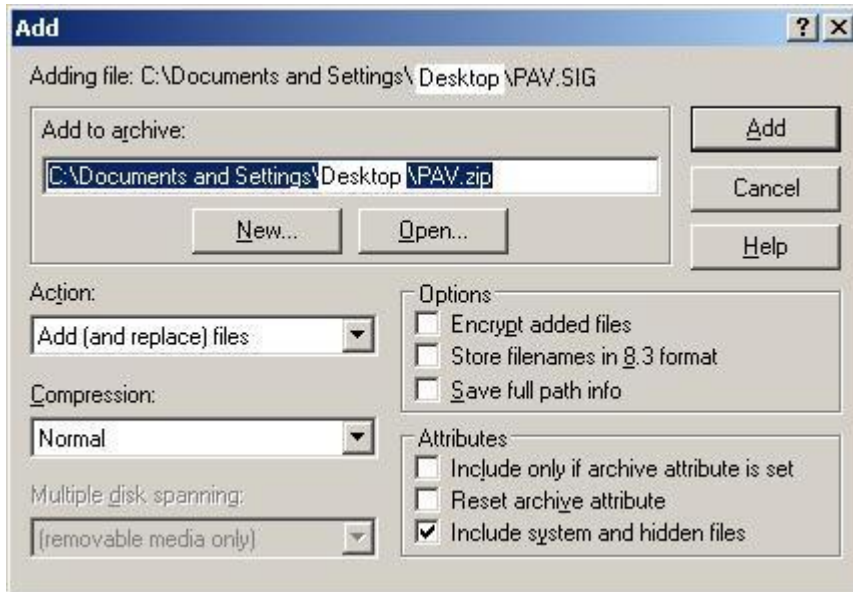 Add
Adding file: C:\Documents and Settings\ Desktop \PAV.SIG
Add to archive:
C:\Documents and Settings\Desktop \PAV.zip
New...
Open...
Add
Cancel
Help
Action:
Add (and replace) files
Compression:
Normal
Multiple disk spanning:
(removable media only)
Options
Encrypt added files
Store filenames in 8.3 format
Save full path info
Attributes
Include only if archive attribute is set
Reset archive attribute
Include system and hidden files